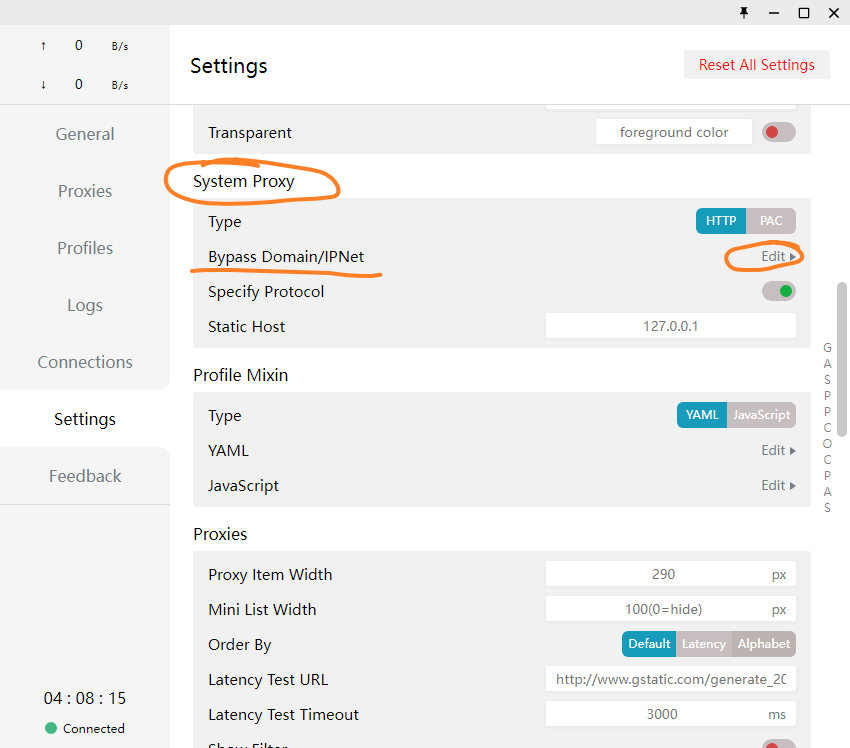 ↑ 0 B/s
↓ 0 B/s
Settings
Reset All Settings
General
Proxies
Profiles
Logs
Connections
Settings
Feedback
04 : 08 : 15
Connected
Transparent foreground color
System Proxy
Type HTTP PAC
Bypass Domain/IPNet Edit
Specify Protocol
Static Host 127.0.0.1
Profile Mixin
Type YAML JavaScript
YAML Edit
JavaScript Edit
Proxies
Proxy Item Width 290 px
Mini List Width 100(0=hide) px
Order By Default Latency Alphabet
Latency Test URL http://www.gstatic.com/generate_20
Latency Test Timeout 3000 ms
Show Filter
G
A
S
P
P
C
O
C
P
A
S